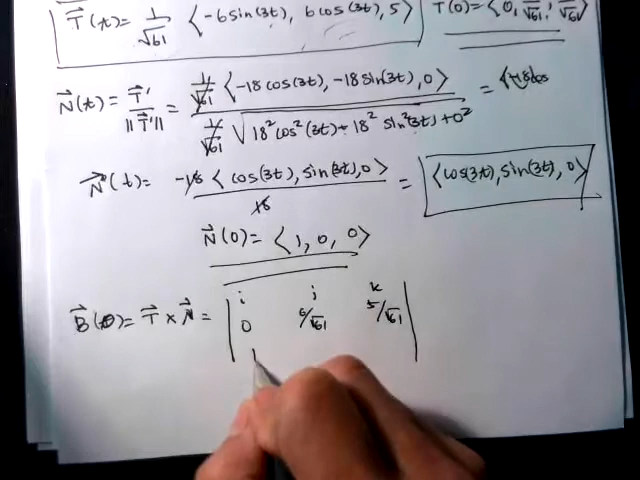 T⃗(t) = 1/√61 ⟨-6sin(3t), 6cos(3t), 5⟩ T(0) = ⟨0, 6/√61, 5/√61⟩
N⃗(t) = T⃗'/||T⃗'|| = 1/√61 ⟨-18cos(3t), -18sin(3t), 0⟩ / 1/√61 √18²cos²(3t) + 18² sin²(3t) + 0² =
N⃗(t) = -18 ⟨cos(3t), sin(3t), 0⟩ / 18 = ⟨cos(3t), sin(3t), 0⟩
N⃗(0) = ⟨1, 0, 0⟩
i j k
B⃗(0) = T⃗ × N⃗ = | 0 6/√61 5/√61 |
1